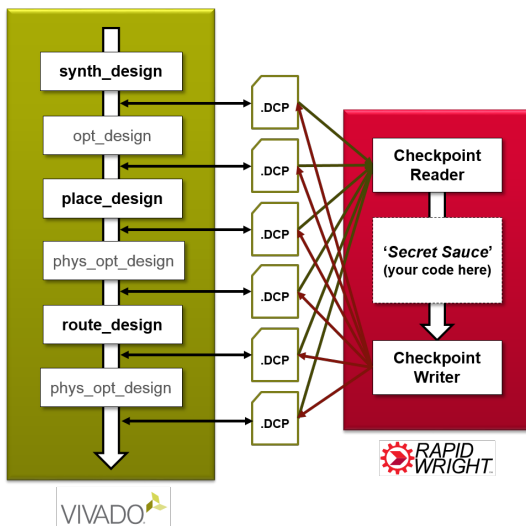 synth_design
opt_design
place_design
phys_opt_design
route_design
phys_opt_design
.DCP
.DCP
.DCP
.DCP
.DCP
.DCP
Checkpoint
Reader
‘Secret Sauce’
(your code here)
Checkpoint
Writer
VIVADO.
RAPID
WRIGHT™